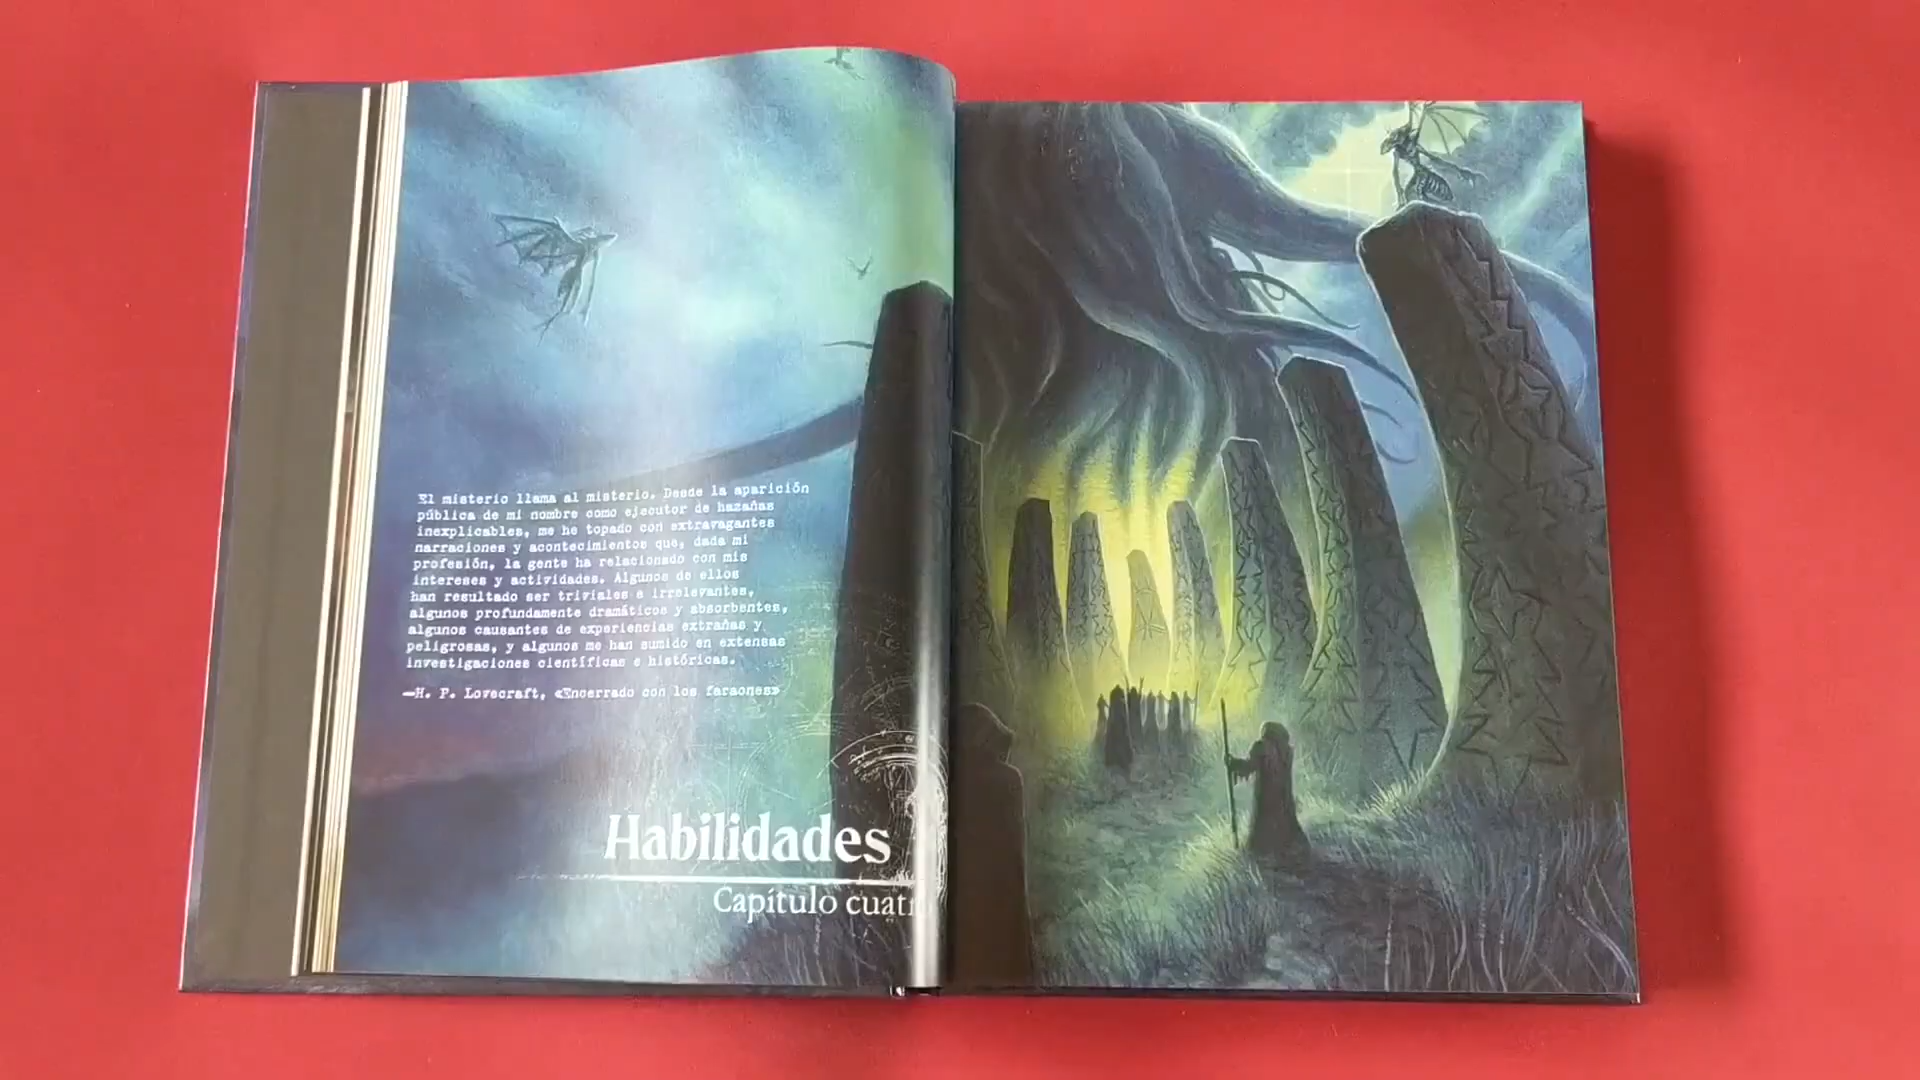 El misterio llama al misterio. Desde la aparición
pública de mi nombre como ejecutor de hazañas
inexplicables, me he topado con extravagantes
narraciones y acontecimientos que, dada mi
profesión, la gente ha relacionado con mis
intereses y actividades. Algunos de ellos
han resultado ser triviales e irrelevantes,
algunos profundamente dramáticos y absorbentes,
algunos causantes de experiencias extrañas y
peligrosas, y algunos me han sumido en extensas
investigaciones científicas e históricas.
—H. P. Lovecraft, «Encerrado con los faraones»
Habilidades
Capítulo cuatr